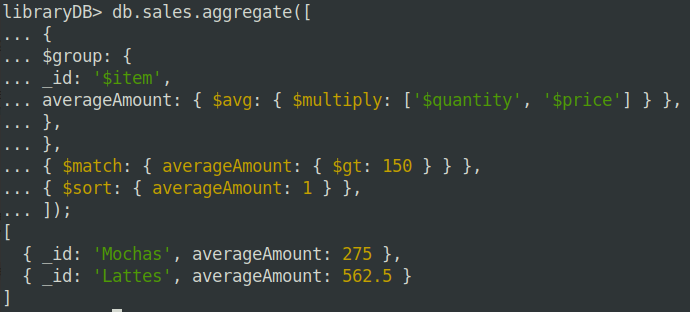 libraryDB> db.sales.aggregate([
... {
... $group: {
... _id: '$item',
... averageAmount: { $avg: { $multiply: ['$quantity', '$price'] } },
... },
... },
... { $match: { averageAmount: { $gt: 150 } } },
... { $sort: { averageAmount: 1 } },
... ]);
[
  { _id: 'Mochas', averageAmount: 275 },
  { _id: 'Lattes', averageAmount: 562.5 }
]